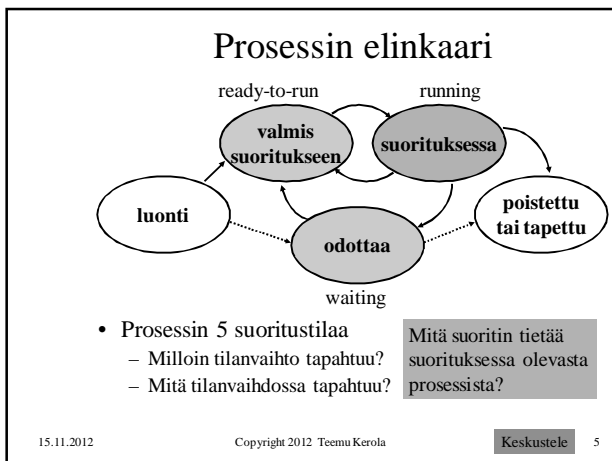 Prosessin elinkaari
ready-to-run
running
valmis
suoritukseen
suorituksessa
luonti
odottaa
poistettu
tai tapettu
waiting
• Prosessin 5 suoritustilaa
– Milloin tilanvaihto tapahtuu?
– Mitä tilanvaihdossa tapahtuu?
Mitä suoritin tietää
suorituksessa olevasta
prosessista?
15.11.2012
Copyright 2012 Teemu Kerola
Keskustele
5